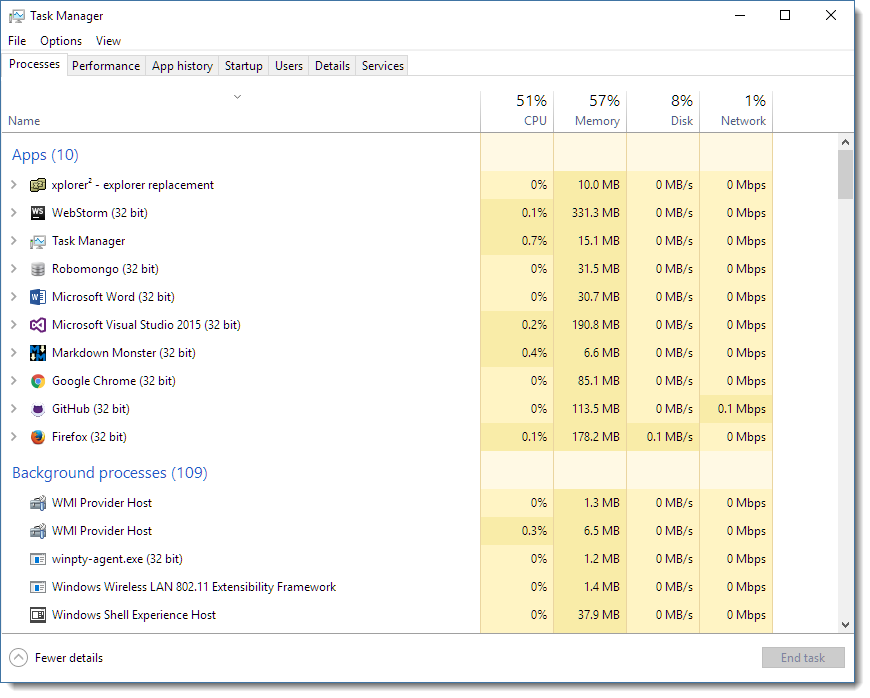 Task Manager
File Options View
Processes Performance App history Startup Users Details Services
51% 57% 8% 1%
Name CPU Memory Disk Network
Apps (10)
xplorer² - explorer replacement 0% 10.0 MB 0 MB/s 0 Mbps
WS WebStorm (32 bit) 0.1% 331.3 MB 0 MB/s 0 Mbps
Task Manager 0.7% 15.1 MB 0 MB/s 0 Mbps
Robomongo (32 bit) 0% 31.5 MB 0 MB/s 0 Mbps
Microsoft Word (32 bit) 0% 30.7 MB 0 MB/s 0 Mbps
Microsoft Visual Studio 2015 (32 bit) 0.2% 190.8 MB 0 MB/s 0 Mbps
Markdown Monster (32 bit) 0.4% 6.6 MB 0 MB/s 0 Mbps
Google Chrome (32 bit) 0% 85.1 MB 0 MB/s 0 Mbps
GitHub (32 bit) 0% 113.5 MB 0 MB/s 0.1 Mbps
Firefox (32 bit) 0.1% 178.2 MB 0.1 MB/s 0 Mbps
Background processes (109)
WMI Provider Host 0% 1.3 MB 0 MB/s 0 Mbps
WMI Provider Host 0.3% 6.5 MB 0 MB/s 0 Mbps
winpty-agent.exe (32 bit) 0% 1.2 MB 0 MB/s 0 Mbps
Windows Wireless LAN 802.11 Extensibility Framework 0% 1.4 MB 0 MB/s 0 Mbps
Windows Shell Experience Host 0% 37.9 MB 0 MB/s 0 Mbps
Fewer details End task